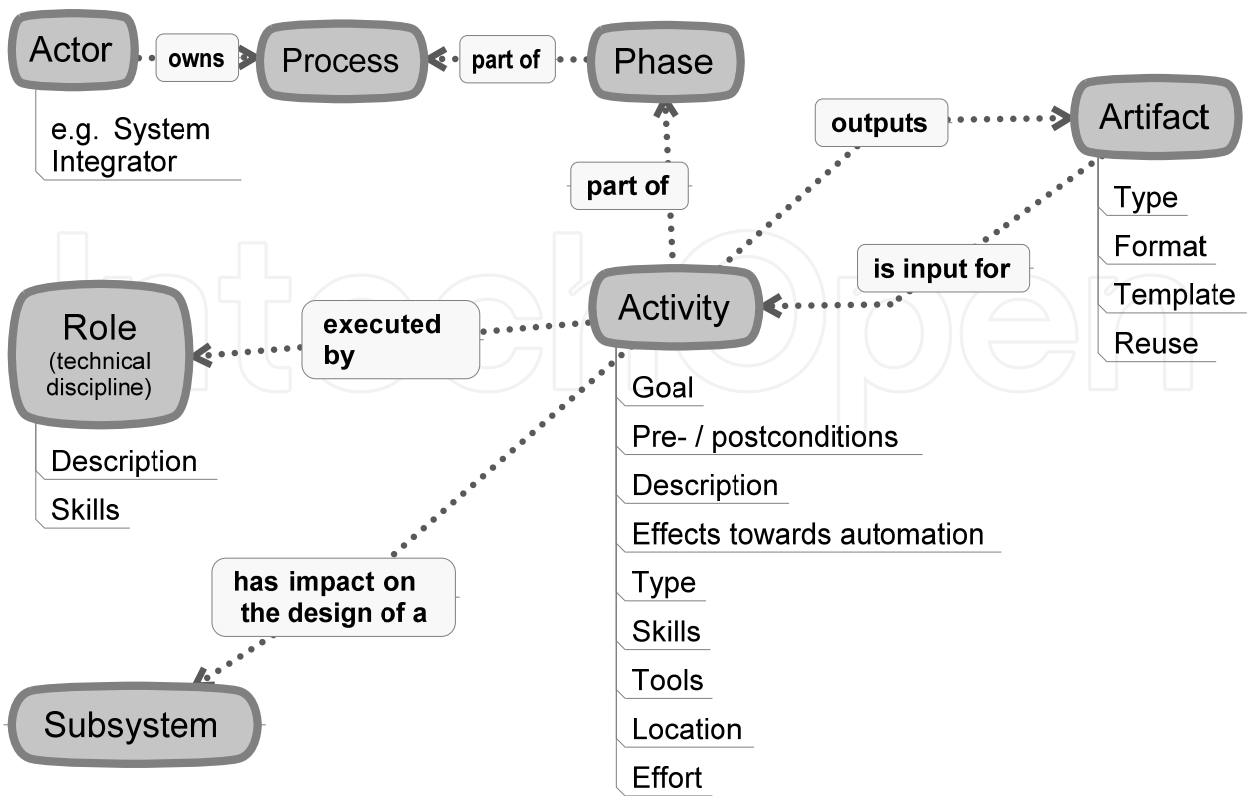 Actor
owns
Process
part of
Phase
e.g. System
Integrator
outputs
Artifact
part of
Type
Format
Template
Reuse
is input for
Activity
executed
by
Role
(technical
discipline)
Description
Skills
Goal
Pre- / postconditions
Description
Effects towards automation
Type
Skills
Tools
Location
Effort
has impact on
the design of a
Subsystem
IntechOpen